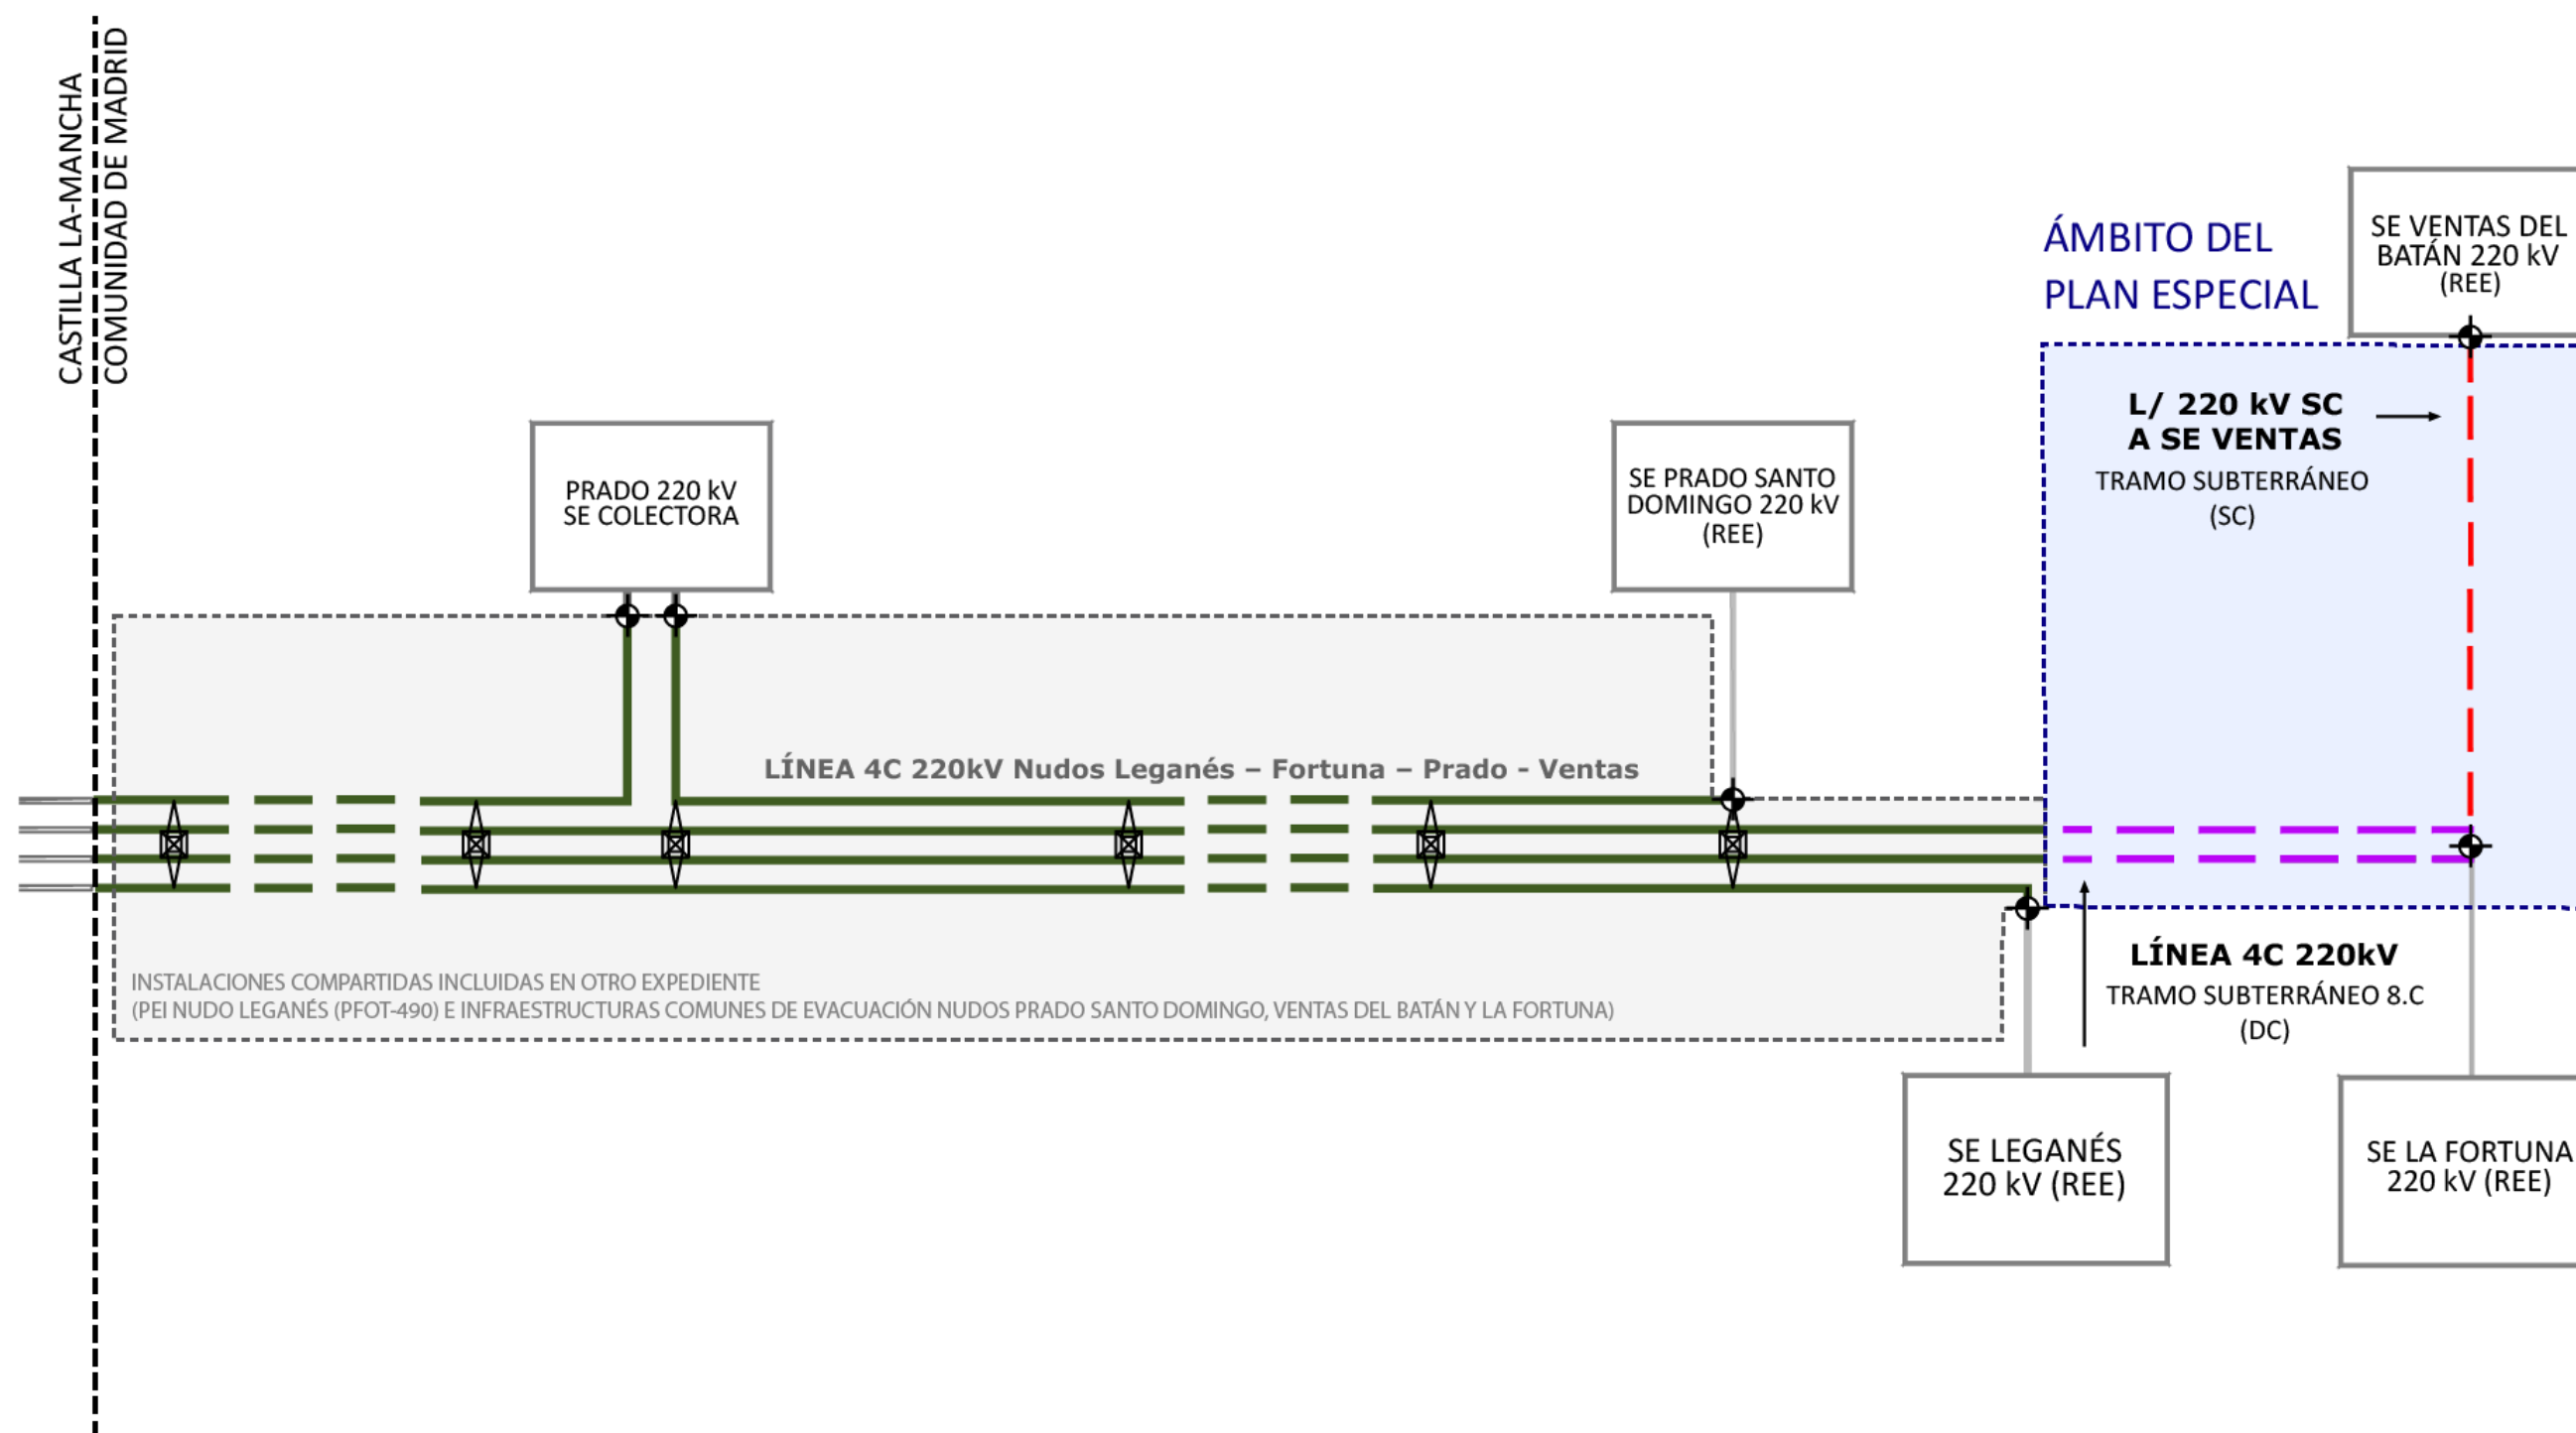 CASTILLA LA-MANCHA
COMUNIDAD DE MADRID
PRADO 220 kV
SE COLECTORA
SE PRADO SANTO
DOMINGO 220 kV
(REE)
ÁMBITO DEL
PLAN ESPECIAL
SE VENTAS DEL
BATÁN 220 kV
(REE)
L/ 220 kV SC
A SE VENTAS
TRAMO SUBTERRÁNEO
(SC)
LÍNEA 4C 220kV Nudos Leganés – Fortuna – Prado - Ventas
INSTALACIONES COMPARTIDAS INCLUIDAS EN OTRO EXPEDIENTE
(PEI NUDO LEGANÉS (PFOT-490) E INFRAESTRUCTURAS COMUNES DE EVACUACIÓN NUDOS PRADO SANTO DOMINGO, VENTAS DEL BATÁN Y LA FORTUNA)
LÍNEA 4C 220kV
TRAMO SUBTERRÁNEO 8.C
(DC)
SE LEGANÉS
220 kV (REE)
SE LA FORTUNA
220 kV (REE)